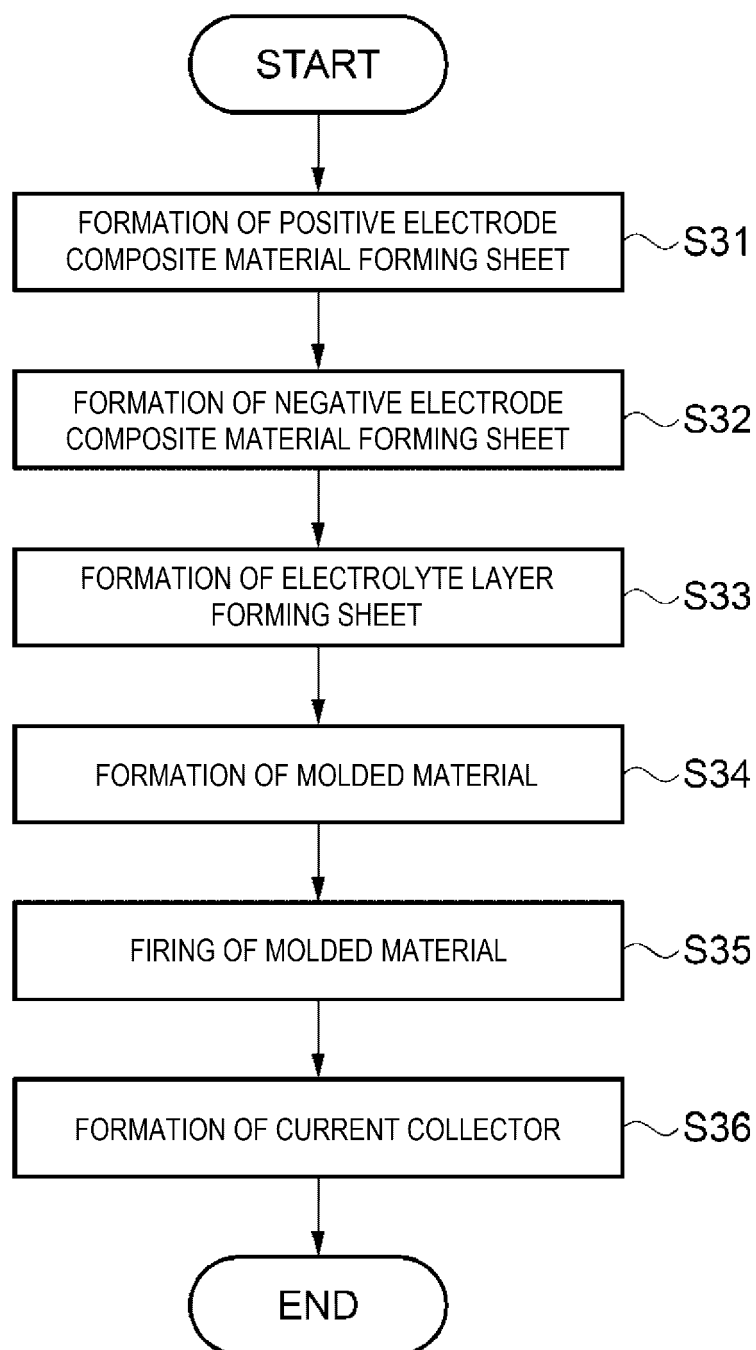 START
FORMATION OF POSITIVE ELECTRODE
COMPOSITE MATERIAL FORMING SHEET
S31
FORMATION OF NEGATIVE ELECTRODE
COMPOSITE MATERIAL FORMING SHEET
S32
FORMATION OF ELECTROLYTE LAYER
FORMING SHEET
S33
FORMATION OF MOLDED MATERIAL
S34
FIRING OF MOLDED MATERIAL
S35
FORMATION OF CURRENT COLLECTOR
S36
END